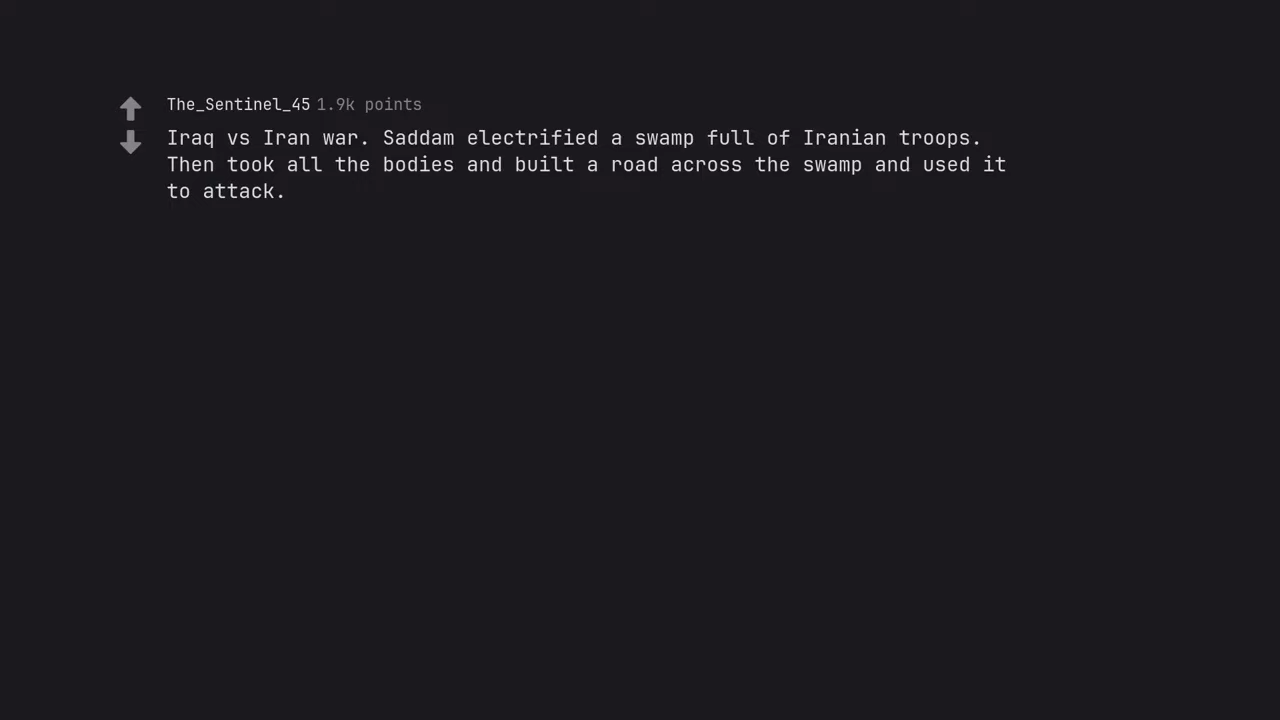 The_Sentinel_45 1.9k points
Iraq vs Iran war. Saddam electrified a swamp full of Iranian troops.
Then took all the bodies and built a road across the swamp and used it
to attack.